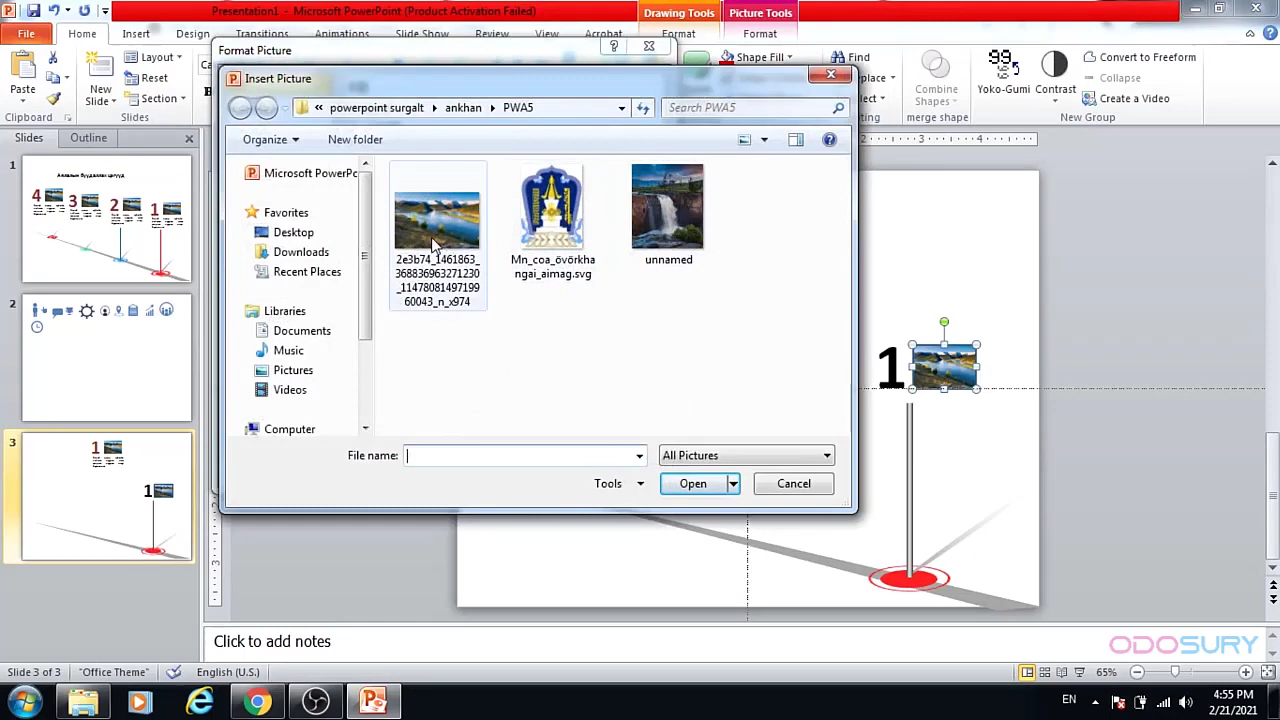 Presentation1 - Microsoft PowerPoint (Product Activation Failed)
Drawing Tools
Picture Tools
File
Home
Insert
Design
Transitions
Animations
Slide Show
Review
View
Acrobat
Format
Format
Paste
New
Slide
Layout
Reset
Section
Clipboard
Slides
B
Shape Fill
Find
Replace
Select
Combine
Shapes
merge shape
Yoko-Gumi
Contrast
Convert to Freeform
Collapse
Create a Video
New Group
Slides
Outline
Format Picture
Insert Picture
« powerpoint surgalt
ankhan
PWA5
Search PWA5
Organize
New folder
Microsoft PowerPo
Favorites
Desktop
Downloads
Recent Places
Libraries
Documents
Music
Pictures
Videos
Computer
2e3b74_1461863_
368836963271230
_11478081497199
60043_n_x974
Mn_coa_övörkha
ngai_aimag.svg
unnamed
File name:
All Pictures
Tools
Open
Cancel
1
4
3
2
1
2
3
1
1
1
Click to add notes
ODOSURY
Slide 3 of 3
"Office Theme"
English (U.S.)
65%
EN
4:55 PM
2/21/2021